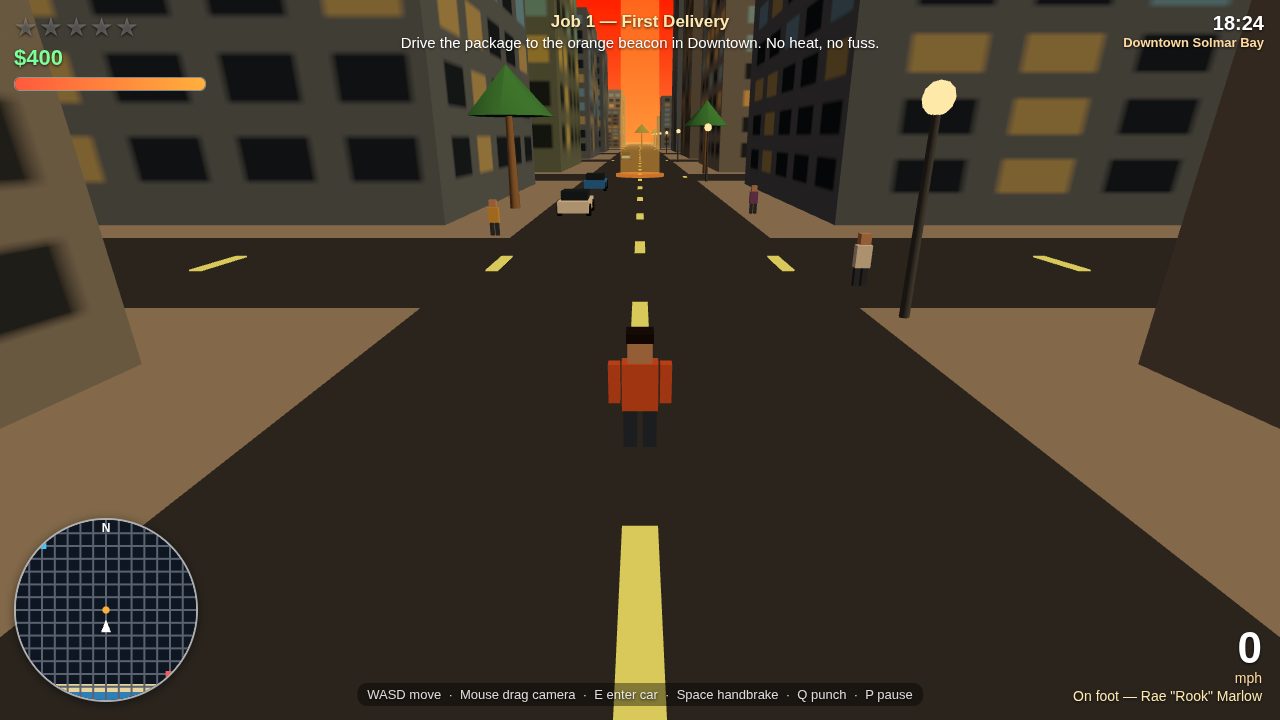 Job 1 — First Delivery
Drive the package to the orange beacon in Downtown. No heat, no fuss.
$400
18:24
Downtown Solmar Bay
N
0
mph
On foot — Rae "Rook" Marlow
WASD move · Mouse drag camera · E enter car · Space handbrake · Q punch · P pause